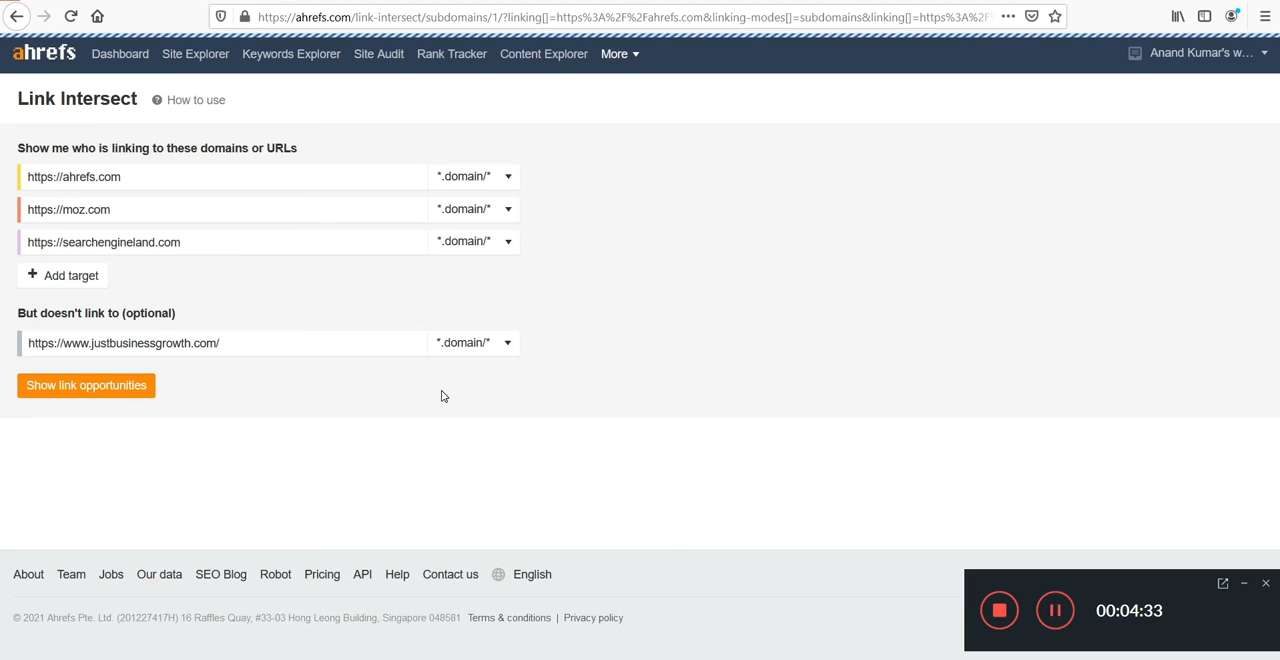 https://ahrefs.com/link-intersect/subdomains/1/?linking[]=https%3A%2F%2Fahrefs.com&linking-modes[]=subdomains&linking[]=https%3A%2F
ahrefs Dashboard Site Explorer Keywords Explorer Site Audit Rank Tracker Content Explorer More Anand Kumar's w...
Link Intersect ? How to use
Show me who is linking to these domains or URLs
https://ahrefs.com *.domain/*
https://moz.com *.domain/*
https://searchengineland.com *.domain/*
+ Add target
But doesn't link to (optional)
https://www.justbusinessgrowth.com/ *.domain/*
Show link opportunities
About Team Jobs Our data SEO Blog Robot Pricing API Help Contact us English
© 2021 Ahrefs Pte. Ltd. (201227417H) 16 Raffles Quay, #33-03 Hong Leong Building, Singapore 048581 Terms & conditions | Privacy policy
00:04:33